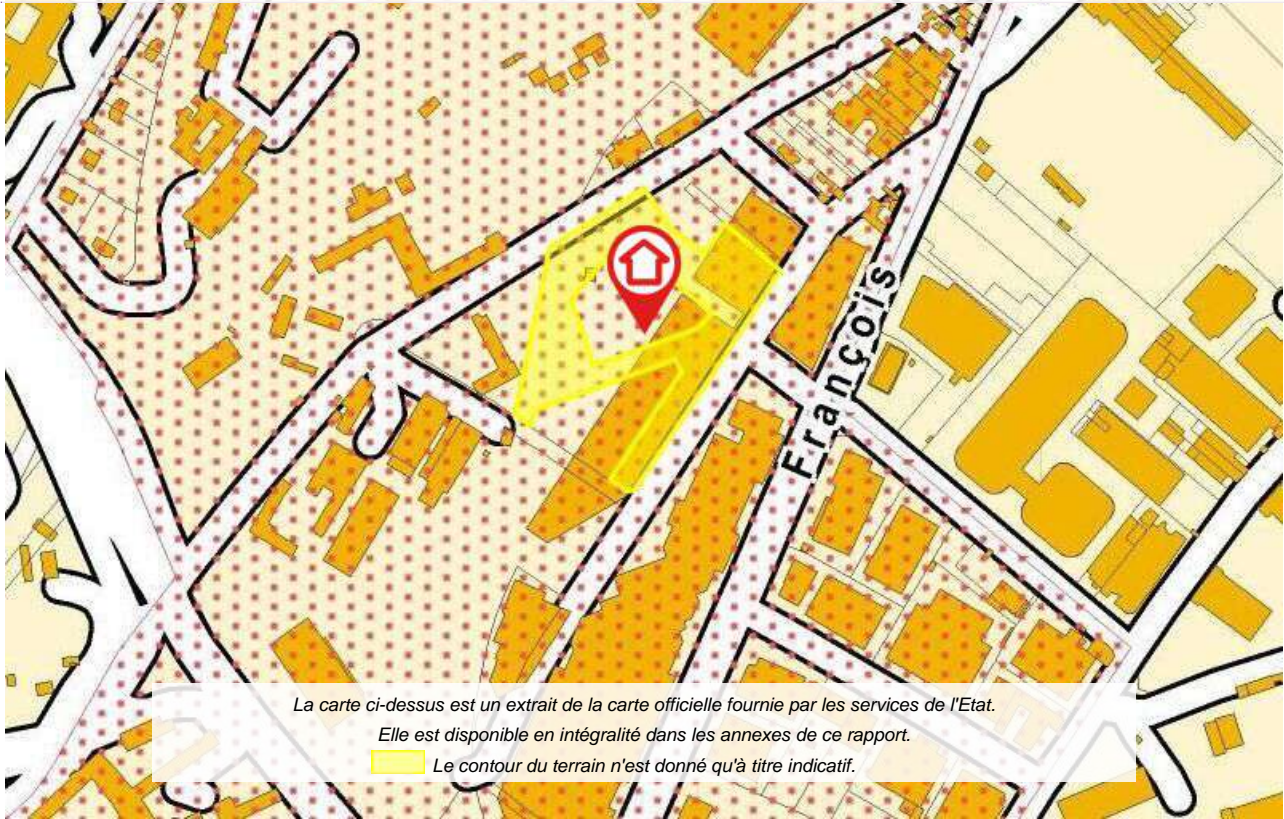 François
La carte ci-dessus est un extrait de la carte officielle fournie par les services de l'Etat.
Elle est disponible en intégralité dans les annexes de ce rapport.
Le contour du terrain n'est donné qu'à titre indicatif.